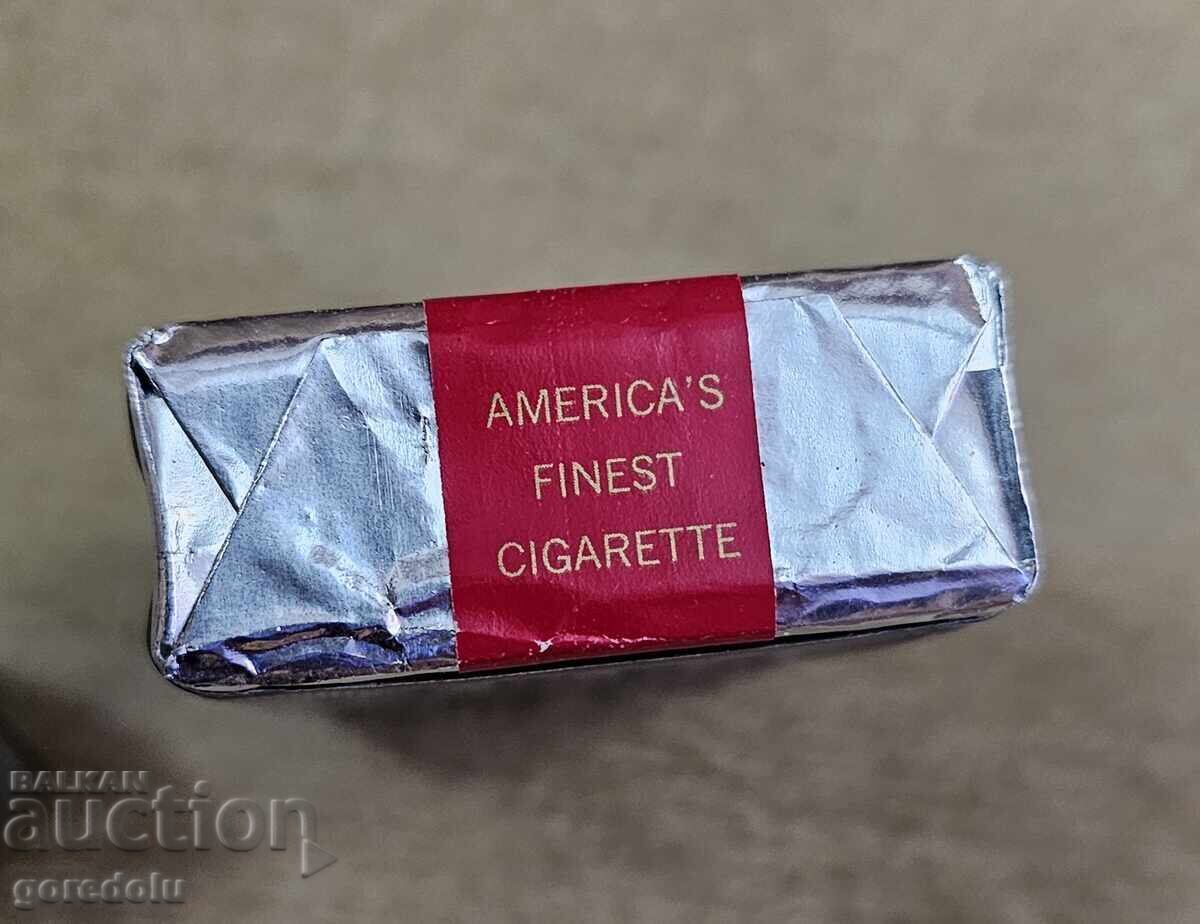 AMERICA'S
FINEST
CIGARETTE
BALKAN
auction
goredolu